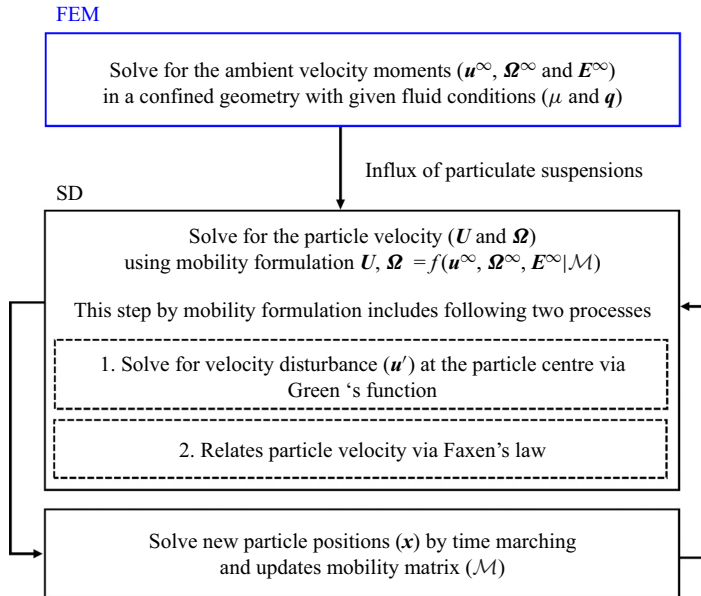 FEM
Solve for the ambient velocity moments (u∞, Ω∞ and E∞)
in a confined geometry with given fluid conditions (μ and q)
Influx of particulate suspensions
SD
Solve for the particle velocity (U and Ω)
using mobility formulation U, Ω = f(u∞, Ω∞, E∞|ℳ)
This step by mobility formulation includes following two processes
1. Solve for velocity disturbance (u′) at the particle centre via
Green ‘s function
2. Relates particle velocity via Faxen’s law
Solve new particle positions (x) by time marching
and updates mobility matrix (ℳ)